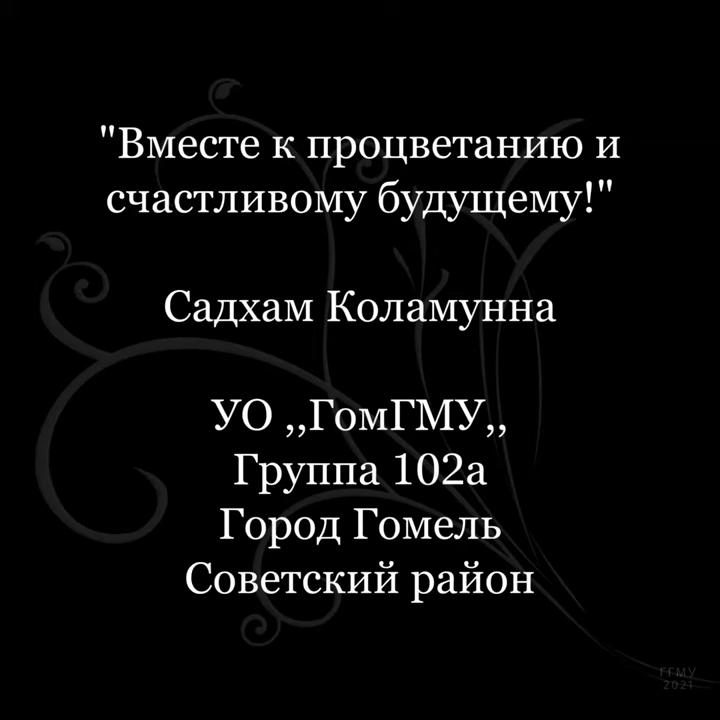 "Вместе к процветанию и
счастливому будущему!"
Садхам Коламунна
УО ,,ГомГМУ,,
Группа 102а
Город Гомель
Советский район
ГГМУ
2021